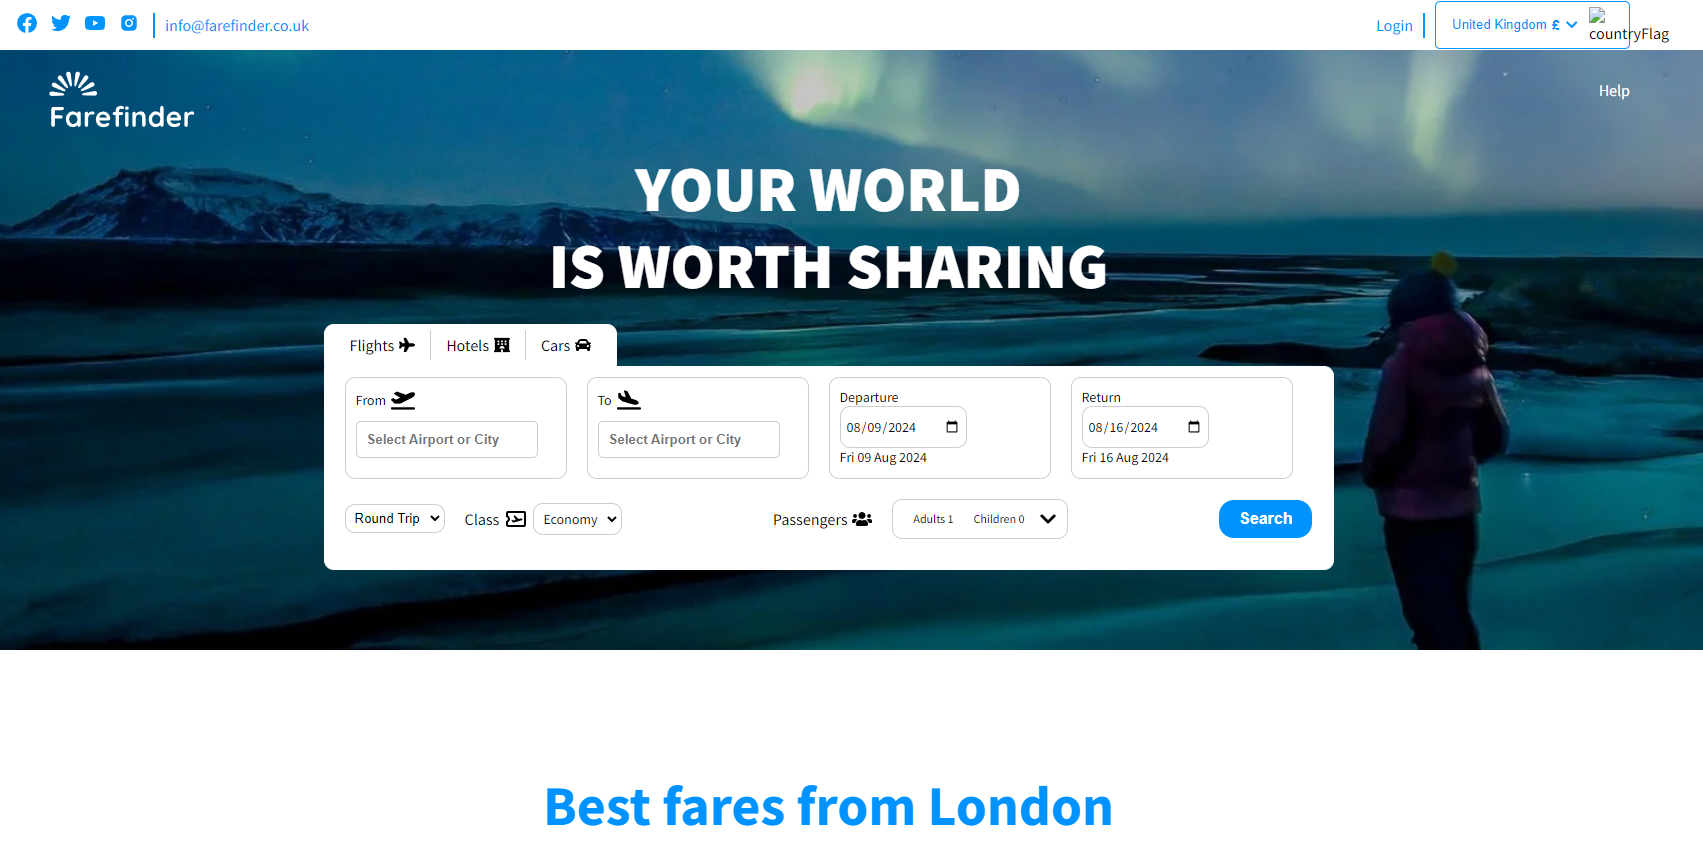 info@farefinder.co.uk
Login
United Kingdom £
countryFlag
Farefinder
Help
YOUR WORLD
IS WORTH SHARING
Flights
Hotels
Cars
From
Select Airport or City
To
Select Airport or City
Departure
08/09/2024
Fri 09 Aug 2024
Return
08/16/2024
Fri 16 Aug 2024
Round Trip
Class
Economy
Passengers
Adults 1 Children 0
Search
Best fares from London